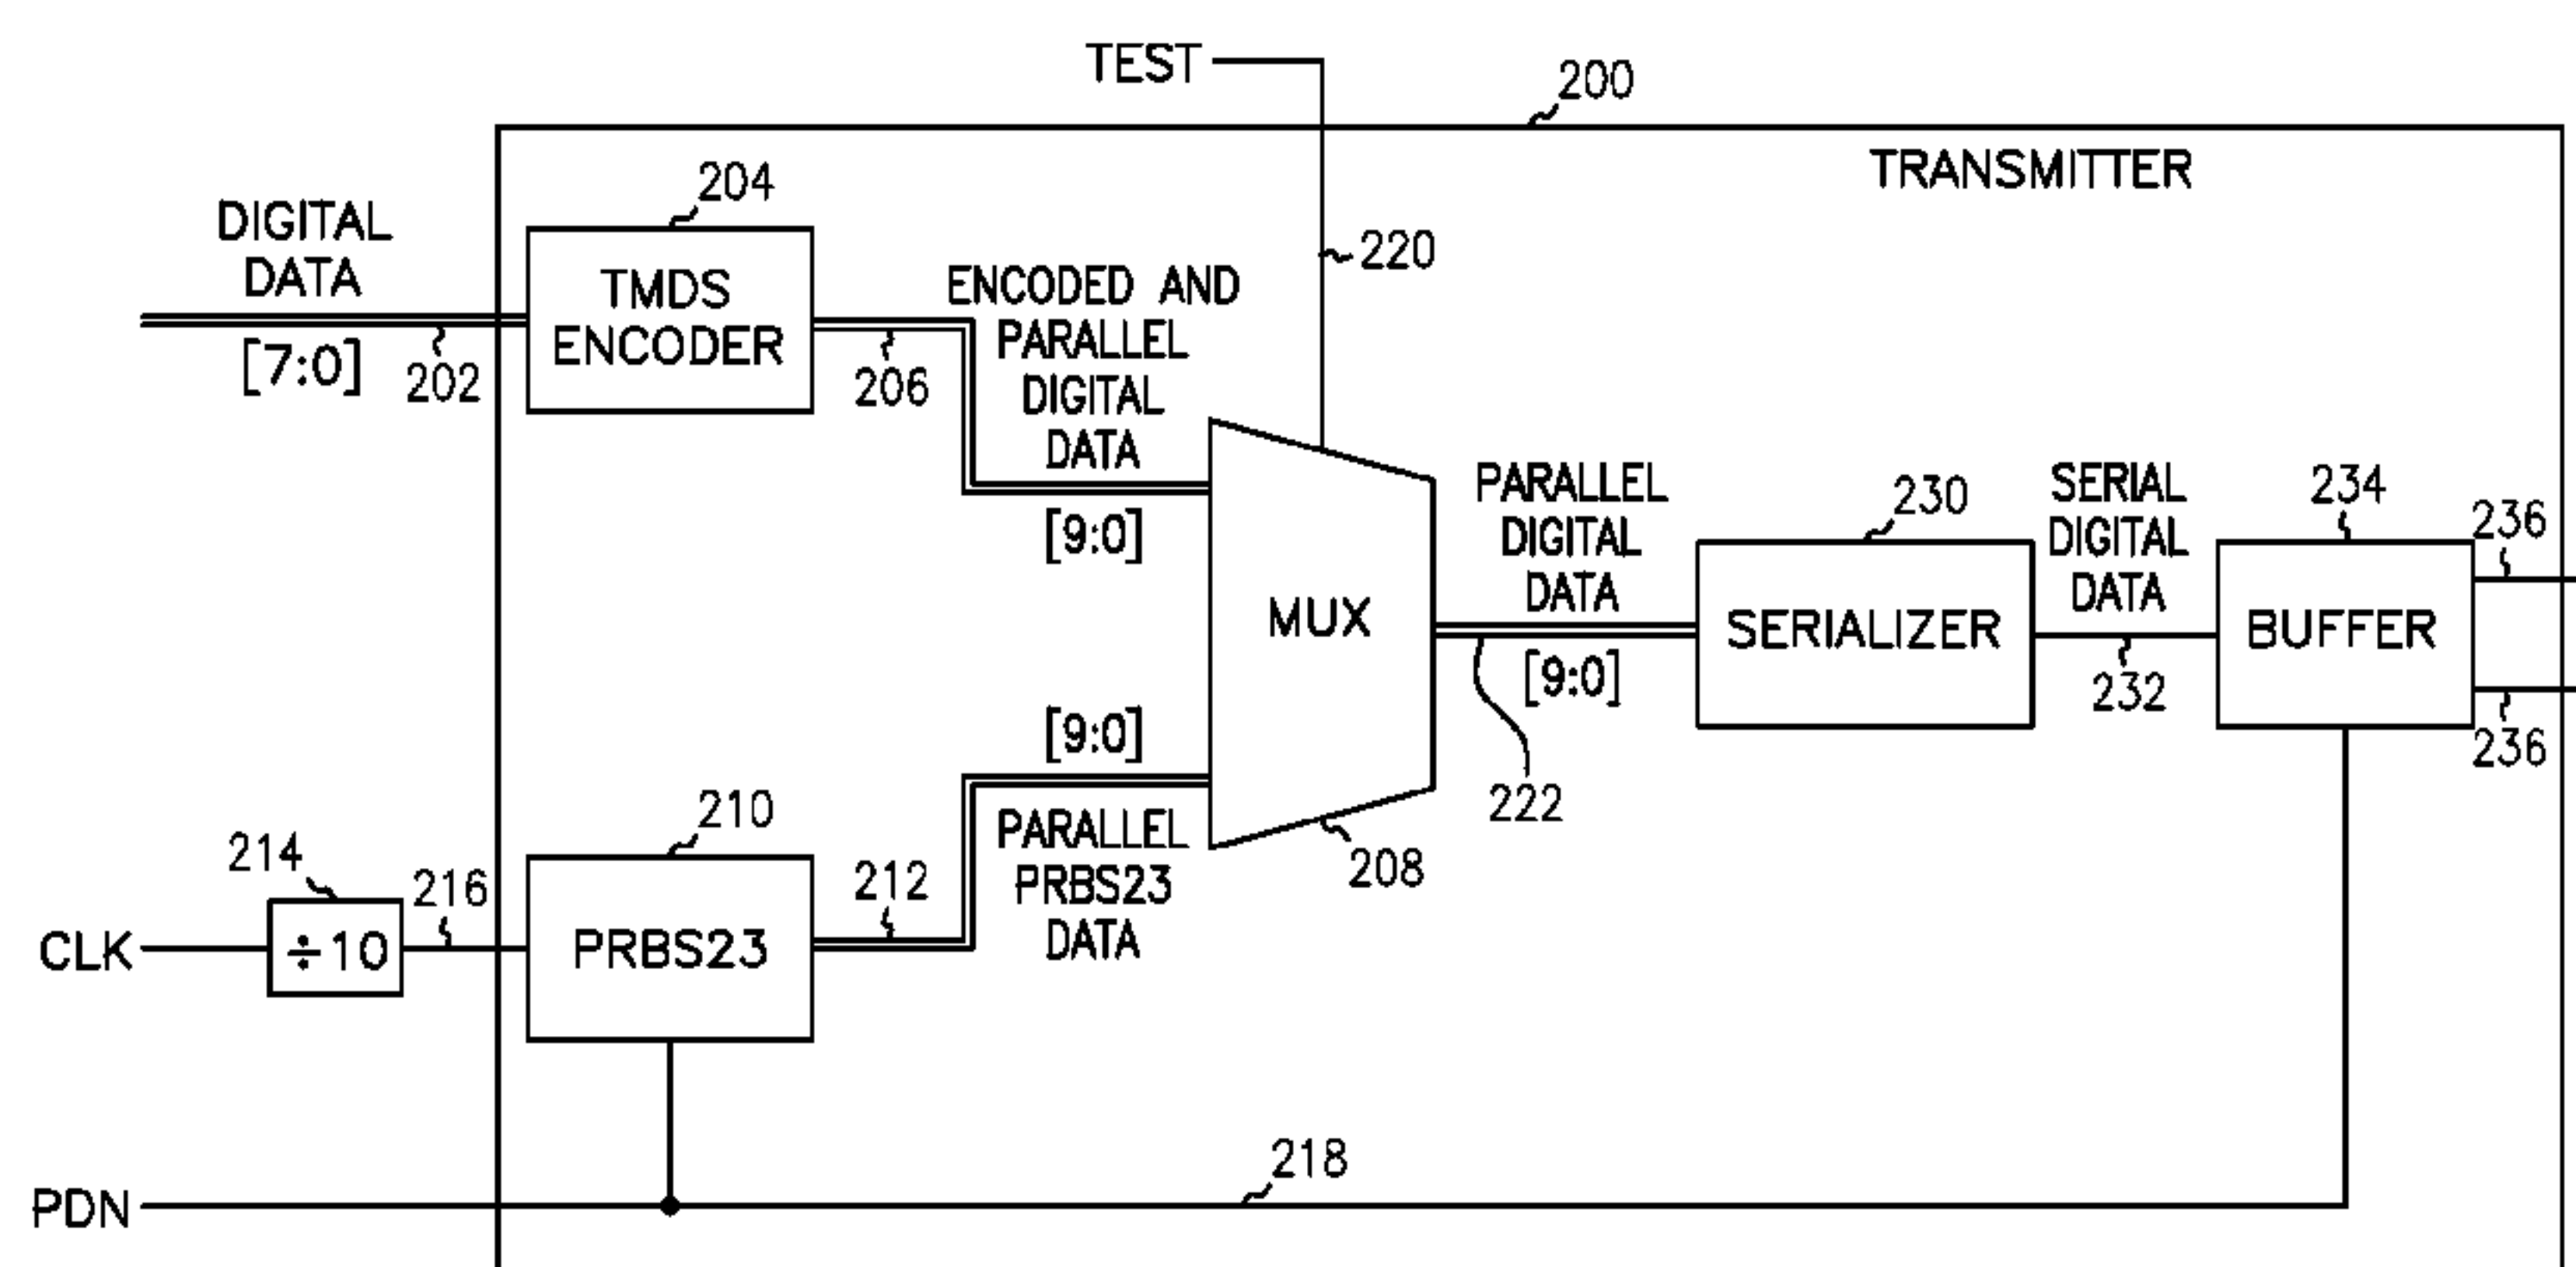 TEST
200
TRANSMITTER
204
DIGITAL
DATA
[7:0]
202
TMDS
ENCODER
206
ENCODED AND
PARALLEL
DIGITAL
DATA
[9:0]
220
MUX
208
PARALLEL
DIGITAL
DATA
[9:0]
222
230
SERIALIZER
SERIAL
DIGITAL
DATA
232
234
BUFFER
236
236
[9:0]
PARALLEL
PRBS23
DATA
212
210
PRBS23
214
216
CLK
÷10
218
PDN